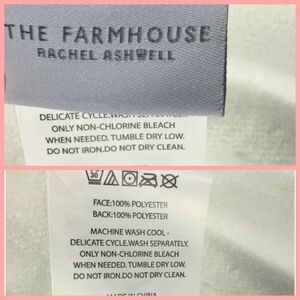 THE FARMHOUSE
RACHEL ASHWELL
DELICATE CYCLE.WASH SEPARATELY.
ONLY NON-CHLORINE BLEACH
WHEN NEEDED. TUMBLE DRY LOW.
DO NOT IRON.DO NOT DRY CLEAN.
30
FACE:100% POLYESTER
BACK:100% POLYESTER
MACHINE WASH COOL -
DELICATE CYCLE.WASH SEPARATELY.
ONLY NON-CHLORINE BLEACH
WHEN NEEDED. TUMBLE DRY LOW.
DO NOT IRON.DO NOT DRY CLEAN.
MADE IN CHINA